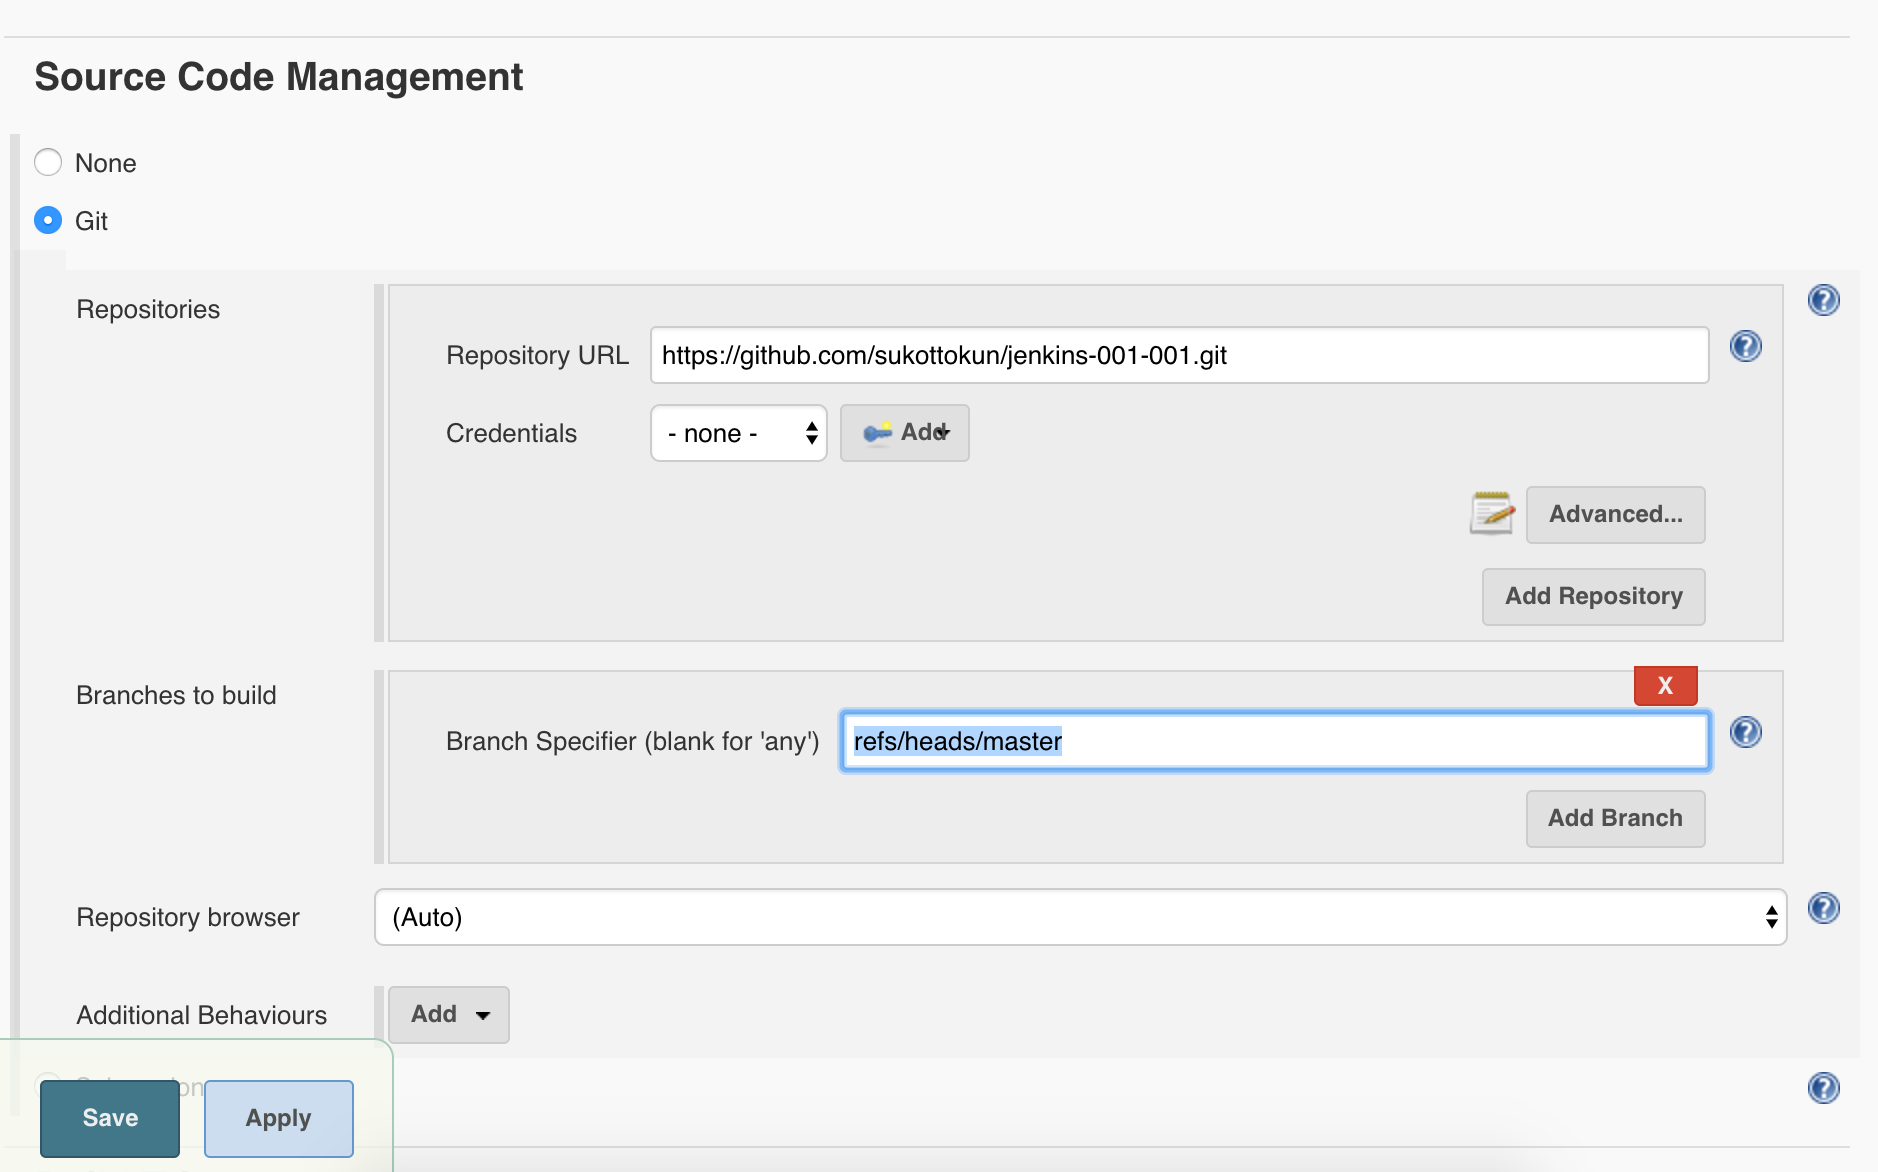 Source Code Management
None
Git
Repositories
Repository URL https://github.com/sukottokun/jenkins-001-001.git
Credentials - none - Add
Advanced...
Add Repository
Branches to build
X
Branch Specifier (blank for 'any') refs/heads/master
Add Branch
Repository browser (Auto)
Additional Behaviours Add
Save Apply